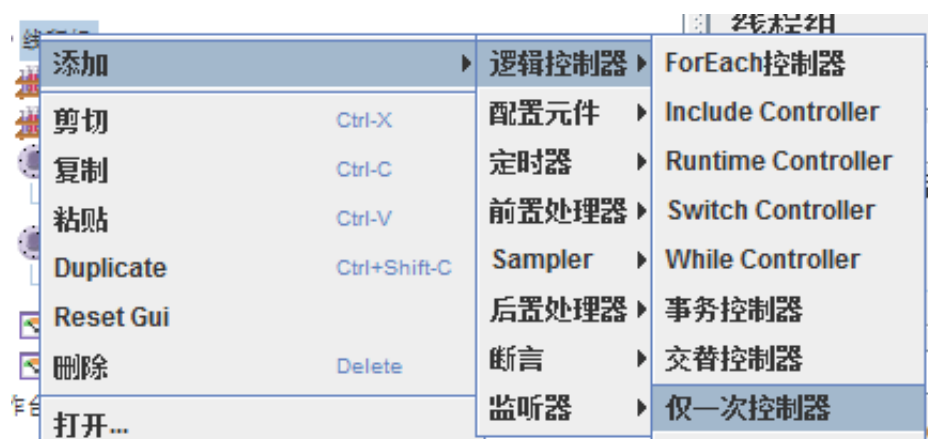 线程组
线程组
添加
剪切 Ctrl-X
复制 Ctrl-C
粘贴 Ctrl-V
Duplicate Ctrl+Shift-C
Reset Gui
删除 Delete
打开...
逻辑控制器
配置元件
定时器
前置处理器
Sampler
后置处理器
断言
监听器
ForEach控制器
Include Controller
Runtime Controller
Switch Controller
While Controller
事务控制器
交替控制器
仅一次控制器